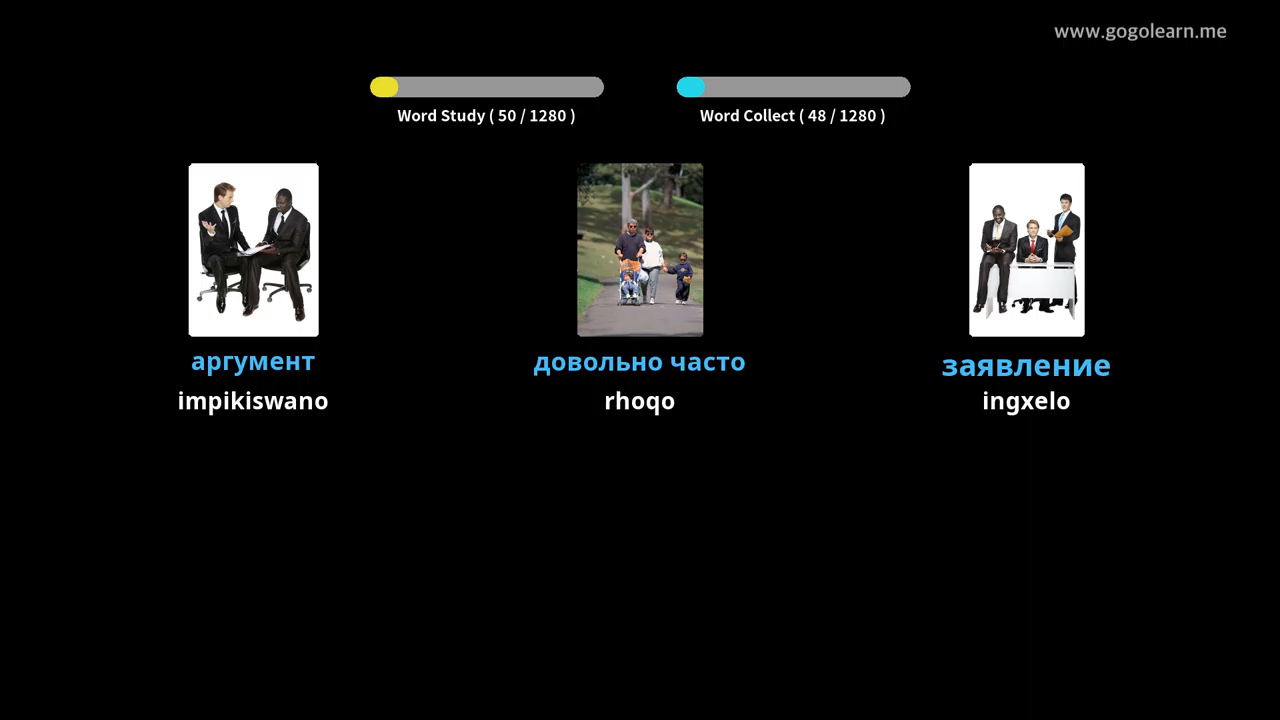 www.gogolearn.me
Word Study ( 50 / 1280 )
Word Collect ( 48 / 1280 )
аргумент
довольно часто
заявление
impikiswano
rhoqo
ingxelo